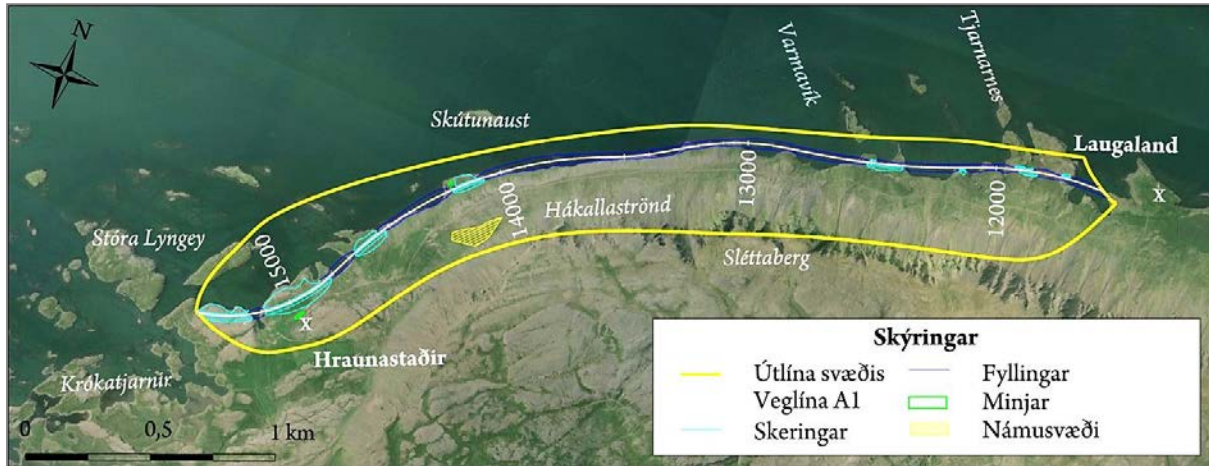 N
Varmavík
Tjarnarnes
Skútunaust
Laugaland
x
13000
12000
14000
Hákallaströnd
Stóra Lyngey
15000
Sléttaberg
x
Hraunastaðir
Krókatjarnir
0 0,5 1 km
Skýringar
Útlína svæðis
Veglína A1
Skeringar
Fyllingar
Minjar
Námusvæði